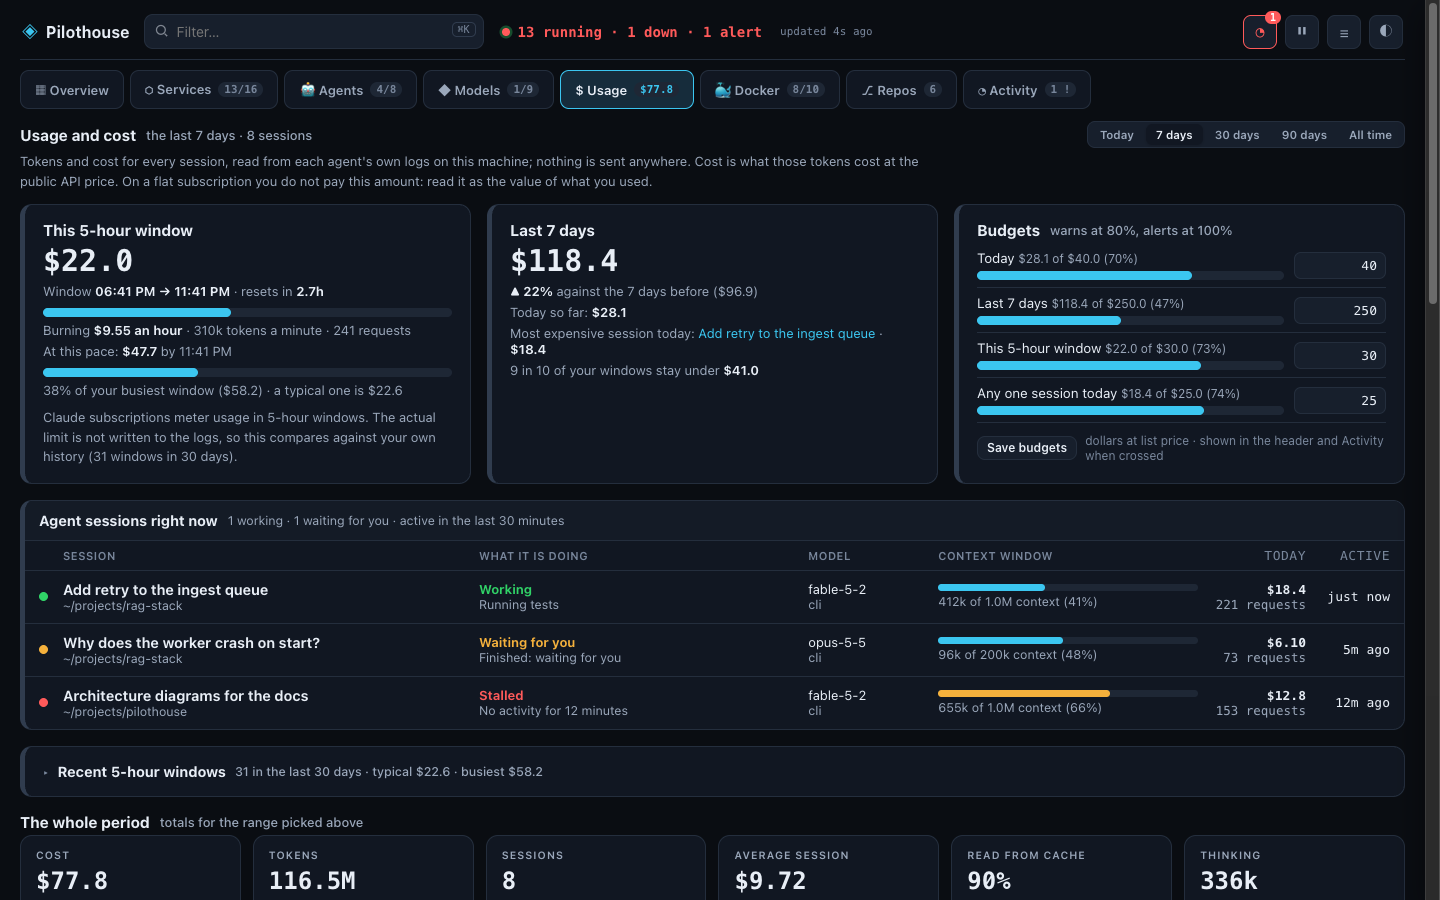 Pilothouse
Filter...
⌘K
13 running · 1 down · 1 alert
updated 4s ago
1
Overview
Services 13/16
Agents 4/8
Models 1/9
$ Usage $77.8
Docker 8/10
Repos 6
Activity 1 !
Usage and cost the last 7 days · 8 sessions
Today 7 days 30 days 90 days All time
Tokens and cost for every session, read from each agent's own logs on this machine; nothing is sent anywhere. Cost is what those tokens cost at the
public API price. On a flat subscription you do not pay this amount: read it as the value of what you used.
This 5-hour window
$22.0
Window 06:41 PM → 11:41 PM · resets in 2.7h
Burning $9.55 an hour · 310k tokens a minute · 241 requests
At this pace: $47.7 by 11:41 PM
38% of your busiest window ($58.2) · a typical one is $22.6
Claude subscriptions meter usage in 5-hour windows. The actual
limit is not written to the logs, so this compares against your own
history (31 windows in 30 days).
Last 7 days
$118.4
▲ 22% against the 7 days before ($96.9)
Today so far: $28.1
Most expensive session today: Add retry to the ingest queue ·
$18.4
9 in 10 of your windows stay under $41.0
Budgets warns at 80%, alerts at 100%
Today $28.1 of $40.0 (70%)
40
Last 7 days $118.4 of $250.0 (47%)
250
This 5-hour window $22.0 of $30.0 (73%)
30
Any one session today $18.4 of $25.0 (74%)
25
Save budgets
dollars at list price · shown in the header and Activity
when crossed
Agent sessions right now 1 working · 1 waiting for you · active in the last 30 minutes
SESSION WHAT IT IS DOING MODEL CONTEXT WINDOW TODAY ACTIVE
Add retry to the ingest queue Working fable-5-2 $18.4 just now
~/projects/rag-stack Running tests cli 412k of 1.0M context (41%) 221 requests
Why does the worker crash on start? Waiting for you opus-5-5 $6.10 5m ago
~/projects/rag-stack Finished: waiting for you cli 96k of 200k context (48%) 73 requests
Architecture diagrams for the docs Stalled fable-5-2 $12.8 12m ago
~/projects/pilothouse No activity for 12 minutes cli 655k of 1.0M context (66%) 153 requests
Recent 5-hour windows 31 in the last 30 days · typical $22.6 · busiest $58.2
The whole period totals for the range picked above
COST
$77.8
TOKENS
116.5M
SESSIONS
8
AVERAGE SESSION
$9.72
READ FROM CACHE
90%
THINKING
336k